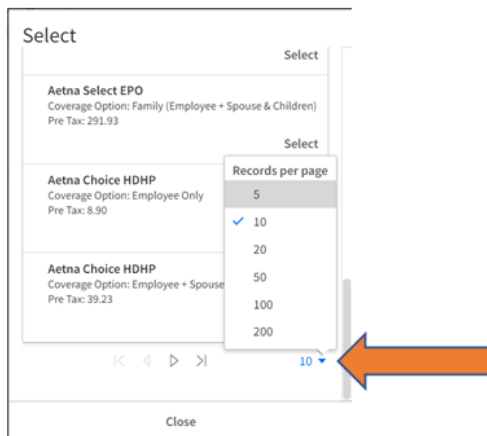 Select
Select
Aetna Select EPO
Coverage Option: Family (Employee + Spouse & Children)
Pre Tax: 291.93
Select
Aetna Choice HDHP
Coverage Option: Employee Only
Pre Tax: 8.90
Aetna Choice HDHP
Coverage Option: Employee + Spouse
Pre Tax: 39.23
Records per page
5
10
20
50
100
200
10
Close